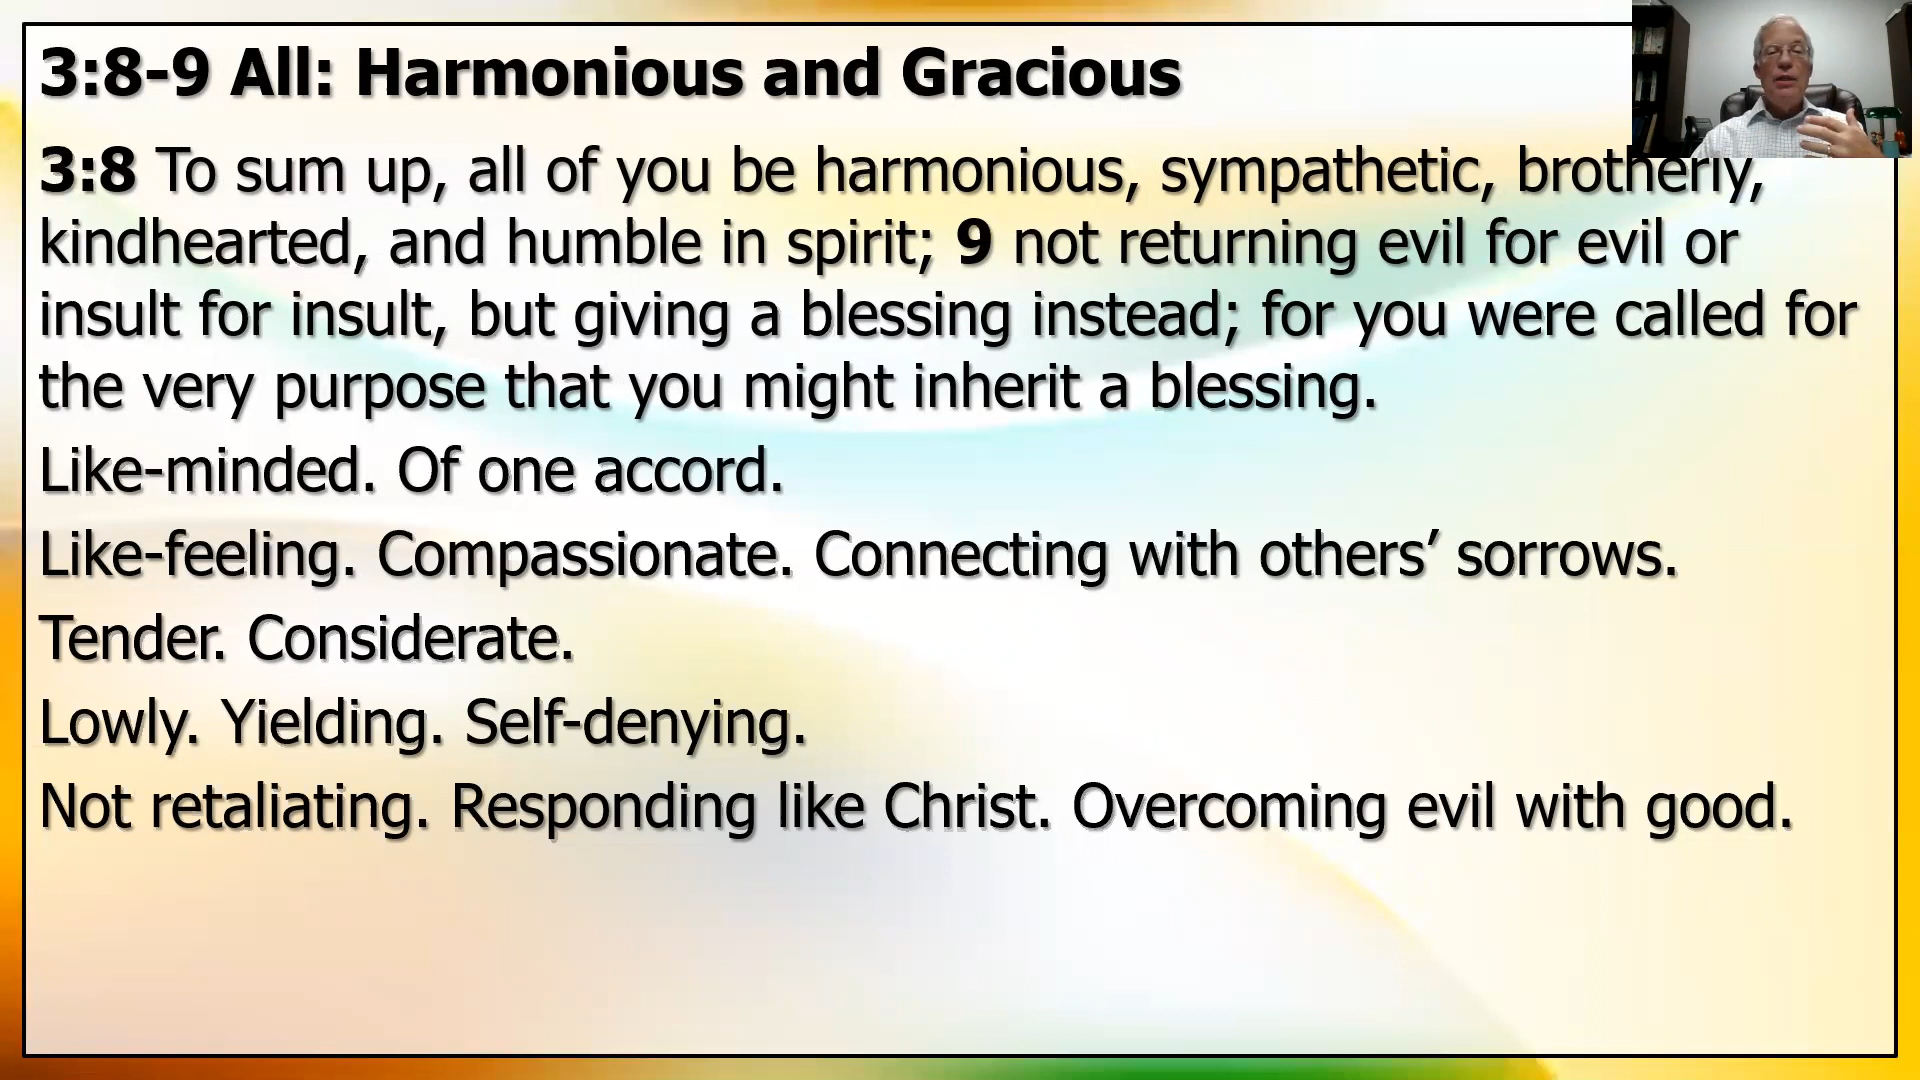 3:8-9 All: Harmonious and Gracious
3:8 To sum up, all of you be harmonious, sympathetic, brotherly,
kindhearted, and humble in spirit; 9 not returning evil for evil or
insult for insult, but giving a blessing instead; for you were called for
the very purpose that you might inherit a blessing.
Like-minded. Of one accord.
Like-feeling. Compassionate. Connecting with others’ sorrows.
Tender. Considerate.
Lowly. Yielding. Self-denying.
Not retaliating. Responding like Christ. Overcoming evil with good.